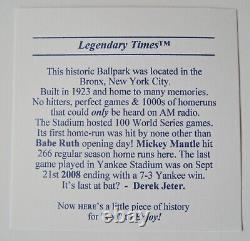 Legendary Times™
This historic Ballpark was located in the
Bronx, New York City.
Built in 1923 and home to many memories.
No hitters, perfect games & 1000s of homeruns
that could only be heard on AM radio.
The Stadium hosted 100 World Series games.
Its first home-run was hit by none other than
Babe Ruth opening day! Mickey Mantle hit
266 regular season home runs here. The last
game played in Yankee Stadium was on Sept
21st 2008 ending with a 7-3 Yankee win.
It's last at bat? - Derek Jeter.
Now here's a little piece of history
for you to enjoy!